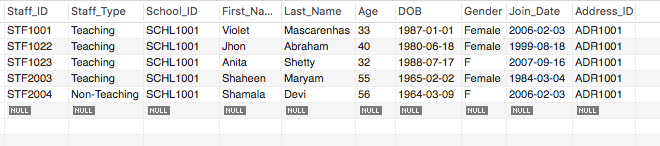 Staff_ID Staff_Type School_ID First_Na... Last_Name Age DOB Gender Join_Date Address_ID
STF1001 Teaching SCHL1001 Violet Mascarenhas 33 1987-01-01 Female 2006-02-03 ADR1001
STF1022 Teaching SCHL1001 Jhon Abraham 40 1980-06-18 Female 1999-08-18 ADR1001
STF1023 Teaching SCHL1001 Anita Shetty 32 1988-07-17 F 2007-09-16 ADR1001
STF2003 Teaching SCHL1001 Shaheen Maryam 55 1965-02-02 Female 1984-03-04 ADR1001
STF2004 Non-Teaching SCHL1001 Shamala Devi 56 1964-03-09 F 2006-02-03 ADR1001
NULL NULL NULL NULL NULL NULL NULL NULL NULL NULL